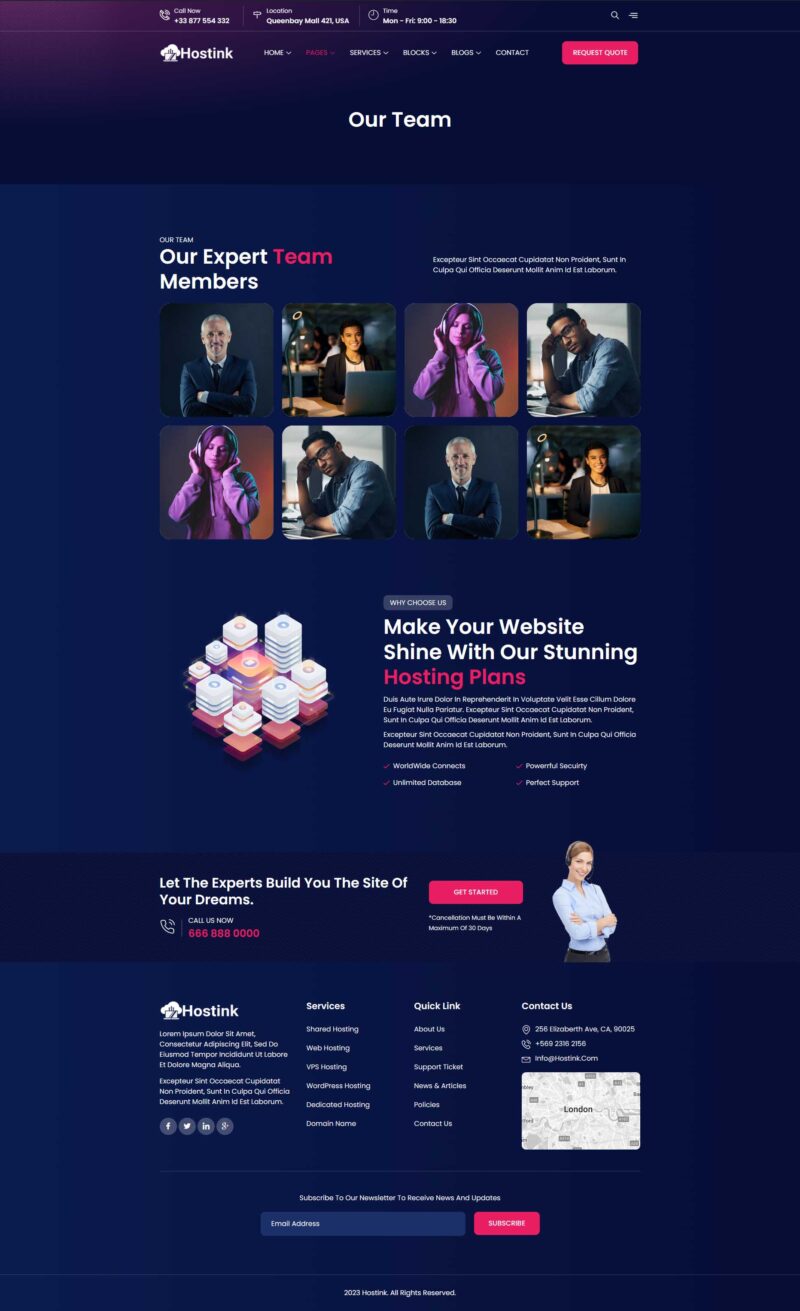 Call Now
+33 877 554 332
Location
Queenbay Mall 421, USA
Time
Mon - Fri: 9:00 - 18:30
Hostink
HOME
PAGES
SERVICES
BLOCKS
BLOGS
CONTACT
REQUEST QUOTE
Our Team
OUR TEAM
Our Expert Team
Members
Excepteur Sint Occaecat Cupidatat Non Proident, Sunt In
Culpa Qui Officia Deserunt Mollit Anim Id Est Laborum.
WHY CHOOSE US
Make Your Website
Shine With Our Stunning
Hosting Plans
Duis Aute Irure Dolor In Reprehenderit In Voluptate Velit Esse Cillum Dolore
Eu Fugiat Nulla Pariatur. Excepteur Sint Occaecat Cupidatat Non Proident,
Sunt In Culpa Qui Officia Deserunt Mollit Anim Id Est Laborum.
Excepteur Sint Occaecat Cupidatat Non Proident, Sunt In Culpa Qui Officia
Deserunt Mollit Anim Id Est Laborum.
WorldWide Connects
Powerrful Secuirty
Unlimited Database
Perfect Support
Let The Experts Build You The Site Of
Your Dreams.
CALL US NOW
666 888 0000
GET STARTED
*Cancellation Must Be Within A
Maximum Of 30 Days
Hostink
Lorem Ipsum Dolor Sit Amet,
Consectetur Adipiscing Elit, Sed Do
Eiusmod Tempor Incididunt Ut Labore
Et Dolore Magna Aliqua.
Excepteur Sint Occaecat Cupidatat
Non Proident, Sunt In Culpa Qui Officia
Deserunt Mollit Anim Id Est Laborum.
Services
Shared Hosting
Web Hosting
VPS Hosting
WordPress Hosting
Dedicated Hosting
Domain Name
Quick Link
About Us
Services
Support Ticket
News & Articles
Policies
Contact Us
Contact Us
256 Elizaberth Ave, CA, 90025
+569 2316 2156
Info@Hostink.Com
London
Subscribe To Our Newsletter To Receive News And Updates
Email Address
SUBSCRIBE
2023 Hostink. All Rights Reserved.